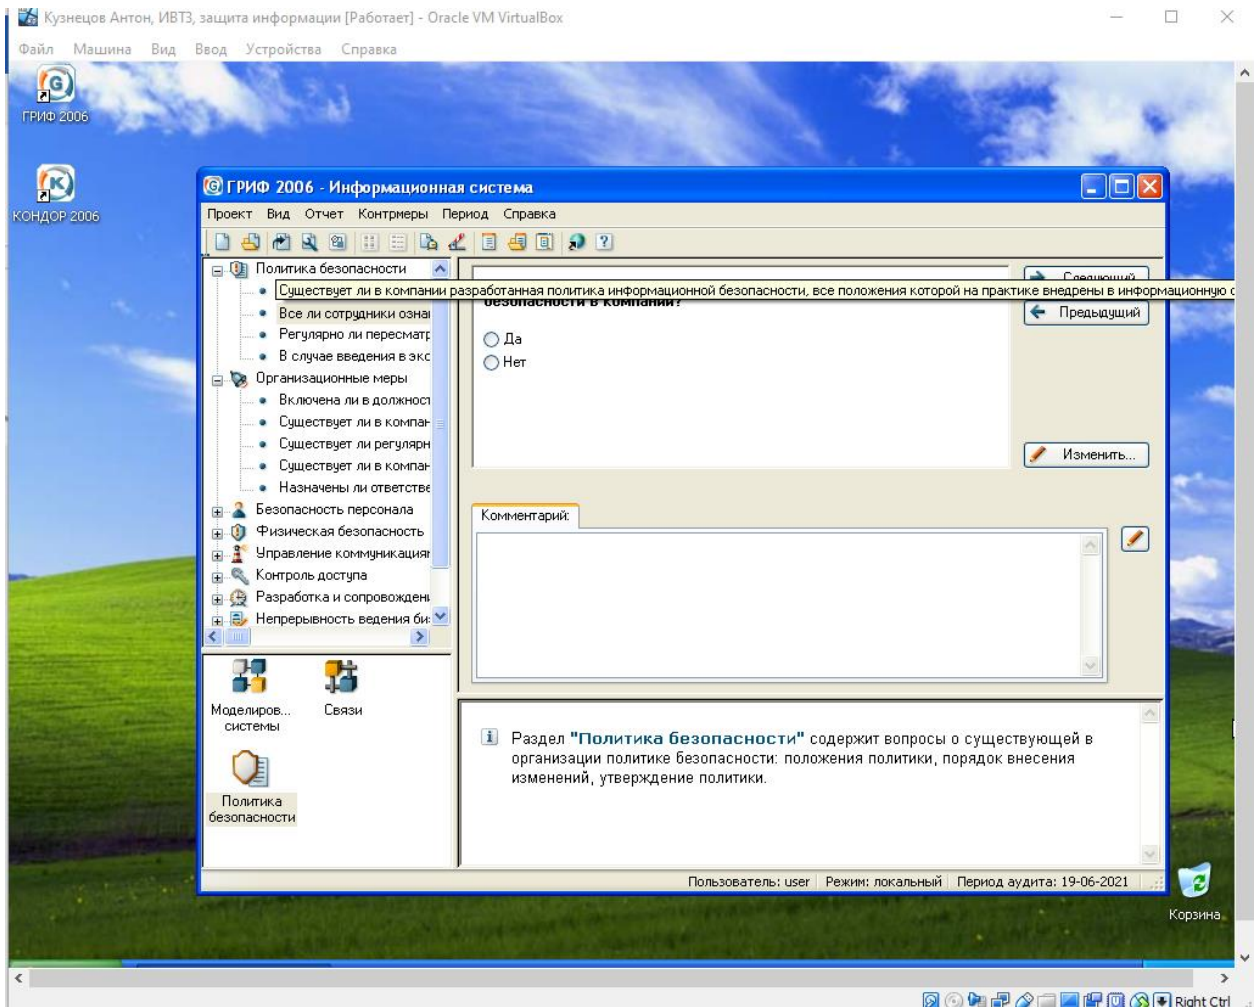 Кузнецов Антон, ИВТ3, защита информации [Работает] - Oracle VM VirtualBox
Файл Машина Вид Ввод Устройства Справка
ГРИФ 2006
КОНДОР 2006
ГРИФ 2006 - Информационная система
Проект Вид Отчет Контрмеры Период Справка
Политика безопасности
Существует ли в компании разработанная политика информационной безопасности, все положения которой на практике внедрены в информационную с
Все ли сотрудники озна
Регулярно ли пересмат
В случае введения в экс
Организационные меры
Включена ли в должност
Существует ли в компан
Существует ли регулярн
Существует ли в компан
Назначены ли ответстве
Безопасность персонала
Физическая безопасность
Управление коммуникация
Контроль доступа
Разработка и сопровожден
Непрерывность ведения би
Моделиров...
системы
Связи
Политика
безопасности
безопасности в компании?
Да
Нет
Следующий
Предыдущий
Изменить...
Комментарий:
Раздел "Политика безопасности" содержит вопросы о существующей в
организации политике безопасности: положения политики, порядок внесения
изменений, утверждение политики.
Пользователь: user Режим: локальный Период аудита: 19-06-2021
Корзина
Right Ctrl